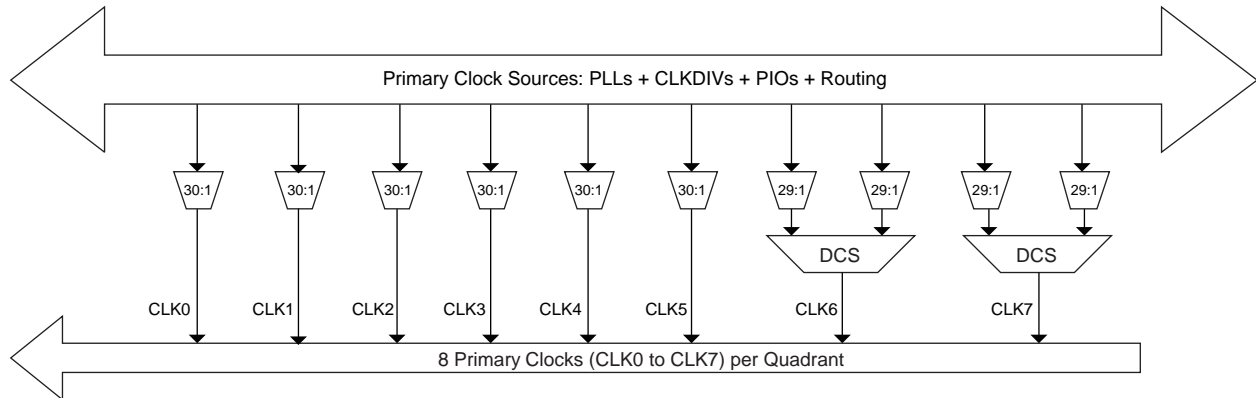 Primary Clock Sources: PLLs + CLKDIVs + PIOs + Routing
30:1 30:1 30:1 30:1 30:1 30:1 29:1 29:1 29:1 29:1
DCS DCS
CLK0 CLK1 CLK2 CLK3 CLK4 CLK5 CLK6 CLK7
8 Primary Clocks (CLK0 to CLK7) per Quadrant